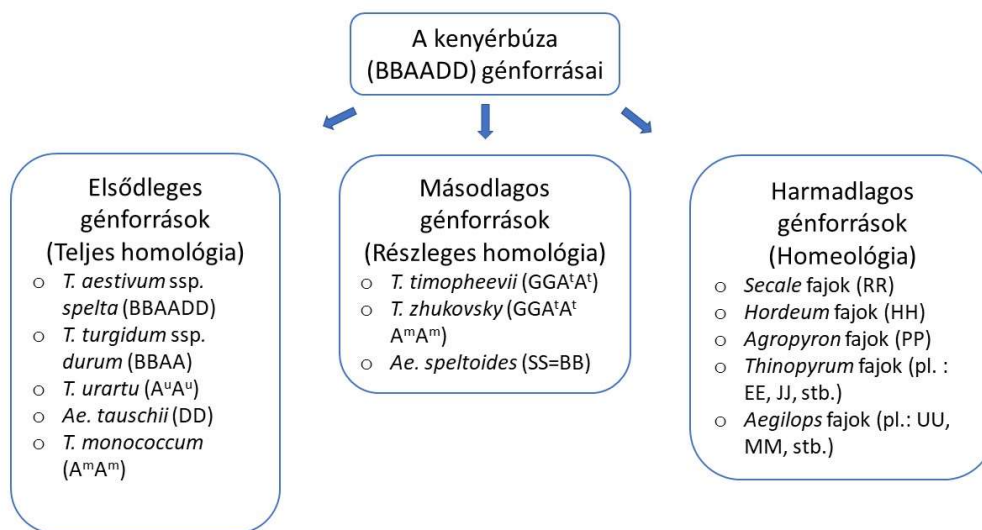 A kenyérbúza
(BBAADD) génforrásai
Elsődleges
génforrások
(Teljes homológia)
o T. aestivum ssp.
spelta (BBAADD)
o T. turgidum ssp.
durum (BBAA)
o T. urartu (AᵘAᵘ)
o Ae. tauschii (DD)
o T. monococcum
(AᵐAᵐ)
Másodlagos
génforrások
(Részleges homológia)
o T. timopheevii (GGAᵗAᵗ)
o T. zhukovsky (GGAᵗAᵗ
AᵐAᵐ)
o Ae. speltoides (SS=BB)
Harmadlagos
génforrások
(Homeológia)
o Secale fajok (RR)
o Hordeum fajok (HH)
o Agropyron fajok (PP)
o Thinopyrum fajok (pl. :
EE, JJ, stb.)
o Aegilops fajok (pl.: UU,
MM, stb.)